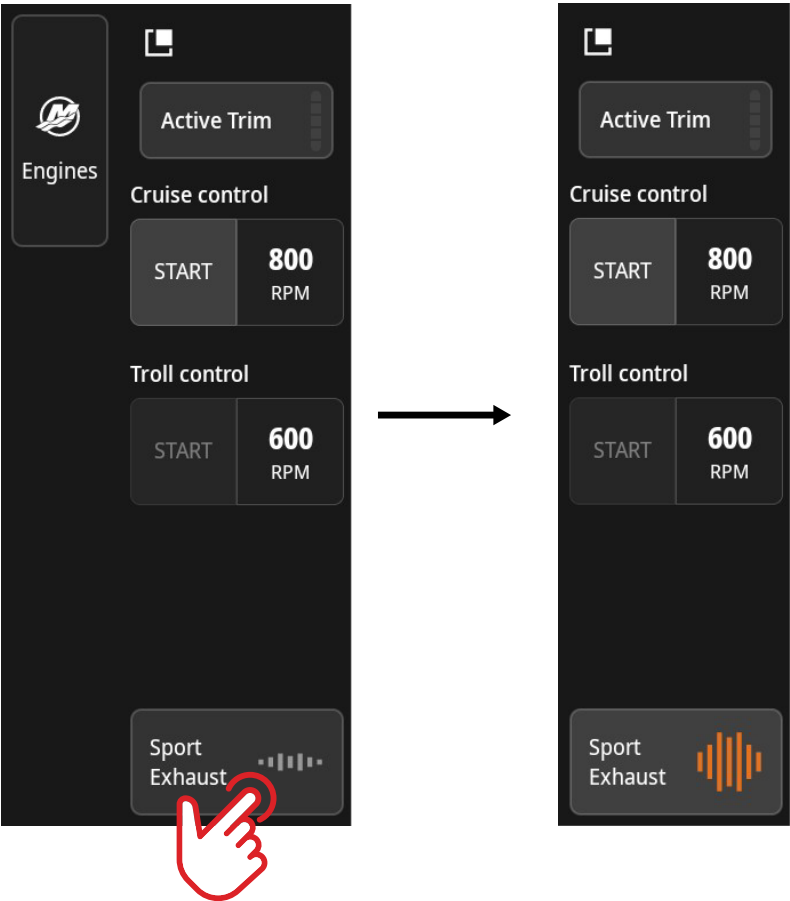 Engines
Active Trim
Cruise control
START
800
RPM
Troll control
START
600
RPM
Sport
Exhaust
Active Trim
Cruise control
START
800
RPM
Troll control
START
600
RPM
Sport
Exhaust